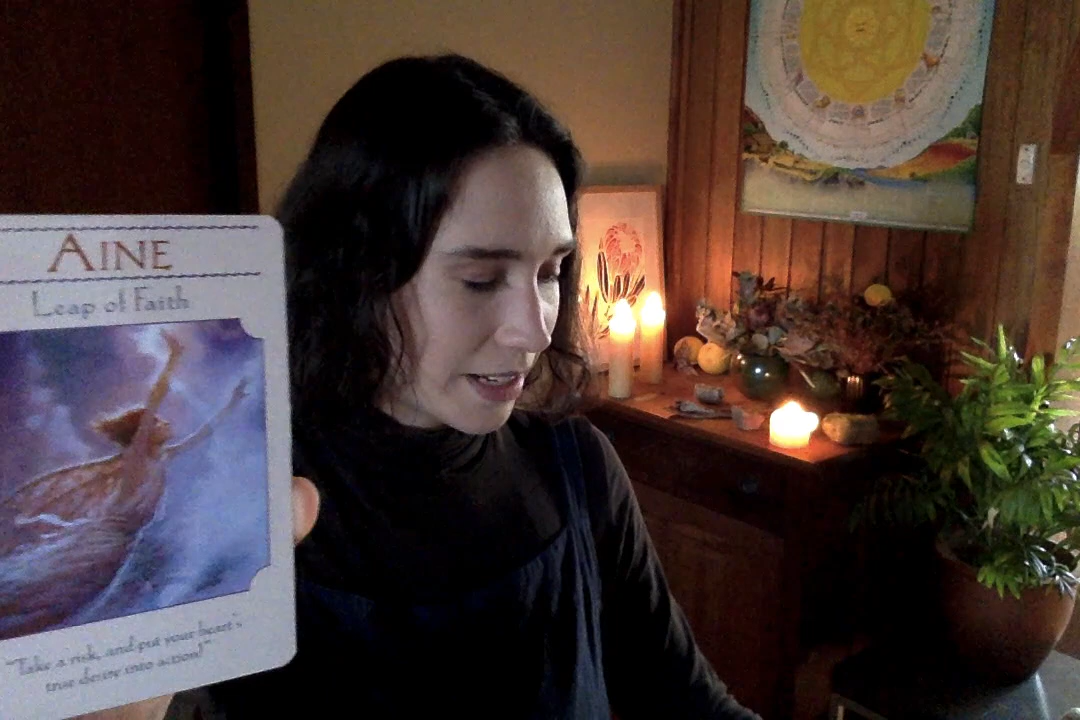 AINE
Leap of Faith
"Take a risk, and put your heart's
true desire into action!"